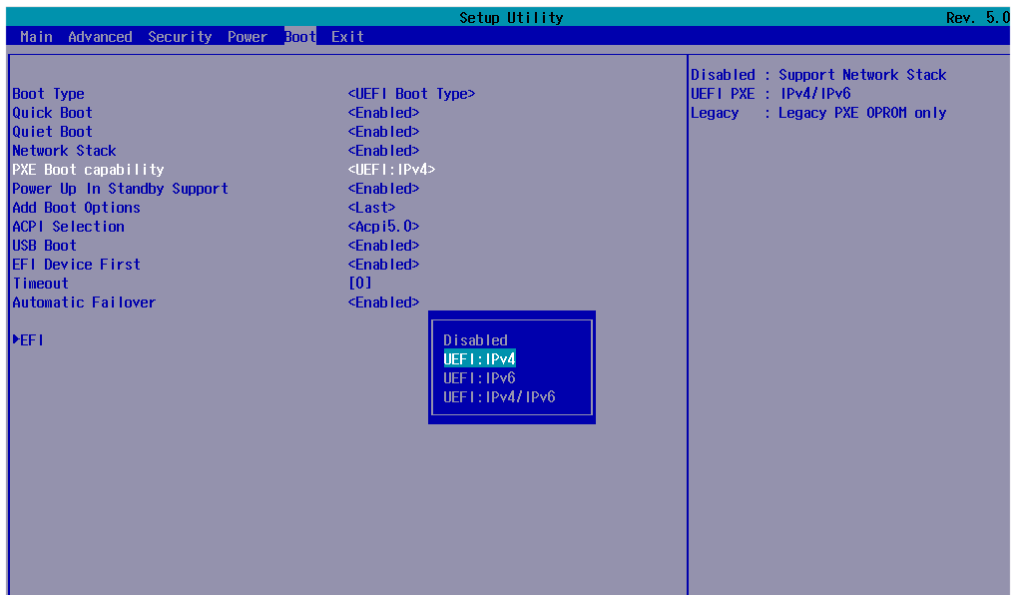 Setup Utility Rev. 5.0
Main Advanced Security Power Boot Exit
Boot Type <UEFI Boot Type>
Quick Boot <Enabled>
Quiet Boot <Enabled>
Network Stack <Enabled>
PXE Boot capability <UEFI:IPv4>
Power Up In Standby Support <Enabled>
Add Boot Options <Last>
ACPI Selection <Acpi5.0>
USB Boot <Enabled>
EFI Device First <Enabled>
Timeout [0]
Automatic Failover <Enabled>
▶EFI
Disabled
UEFI:IPv4
UEFI:IPv6
UEFI:IPv4/IPv6
Disabled : Support Network Stack
UEFI PXE : IPv4/IPv6
Legacy : Legacy PXE OPROM only